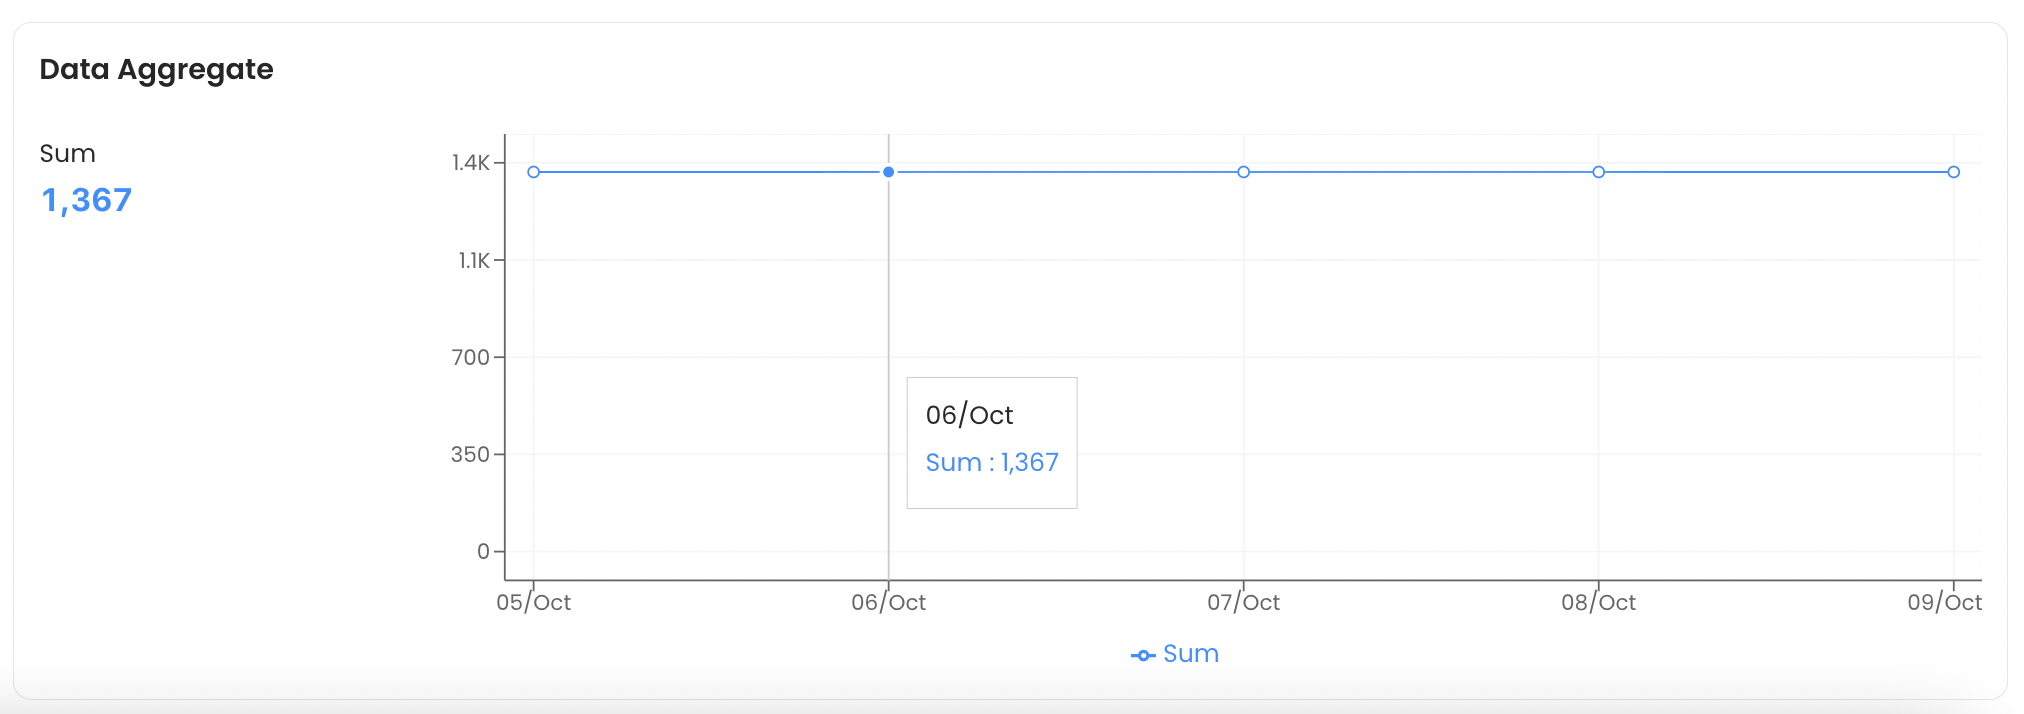 Data Aggregate
Sum
1,367
1.4K
1.1K
700
350
0
06/Oct
Sum : 1,367
05/Oct
06/Oct
07/Oct
08/Oct
09/Oct
Sum